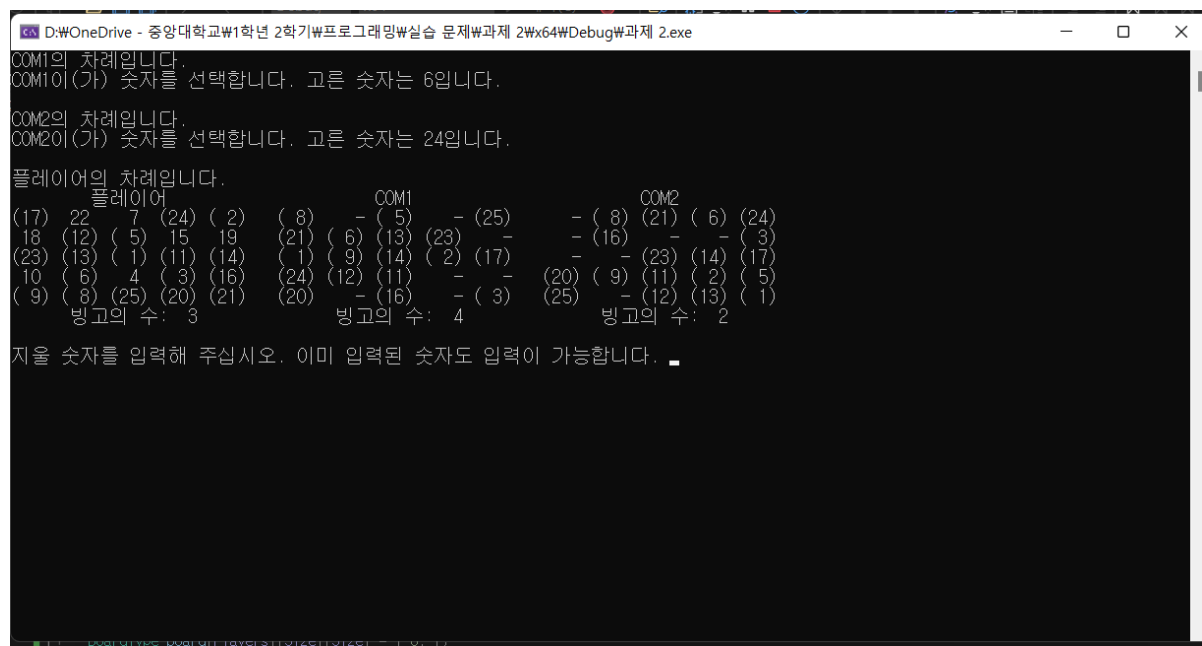 D:₩OneDrive - 중앙대학교₩1학년 2학기₩프로그래밍₩실습 문제₩과제 2₩x64₩Debug₩과제 2.exe
COM1의 차례입니다.
COM1이(가) 숫자를 선택합니다. 고른 숫자는 6입니다.
COM2의 차례입니다.
COM2이(가) 숫자를 선택합니다. 고른 숫자는 24입니다.
플레이어의 차례입니다.
플레이어 COM1 COM2
(17) 22 7 (24) ( 2) ( 8) - ( 5) - (25) - ( 8) (21) ( 6) (24)
18 (12) ( 5) 15 19 (21) ( 6) (13) (23) - - (16) - - ( 3)
(23) (13) ( 1) (11) (14) ( 1) ( 9) (14) ( 2) (17) - - (23) (14) (17)
10 ( 6) 4 ( 3) (16) (24) (12) (11) - - (20) ( 9) (11) ( 2) ( 5)
( 9) ( 8) (25) (20) (21) (20) - (16) - ( 3) (25) - (12) (13) ( 1)
빙고의 수: 3 빙고의 수: 4 빙고의 수: 2
지울 숫자를 입력해 주십시오. 이미 입력된 숫자도 입력이 가능합니다.